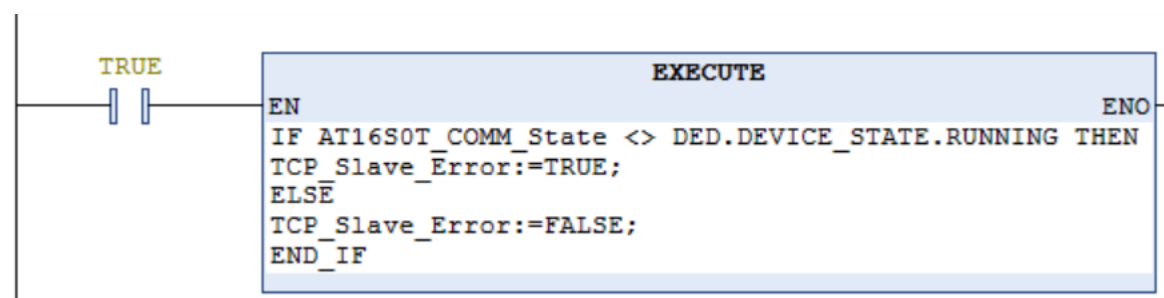 TRUE
EXECUTE
EN ENO
IF AT16S0T_COMM_State <> DED.DEVICE_STATE.RUNNING THEN
TCP_Slave_Error:=TRUE;
ELSE
TCP_Slave_Error:=FALSE;
END_IF